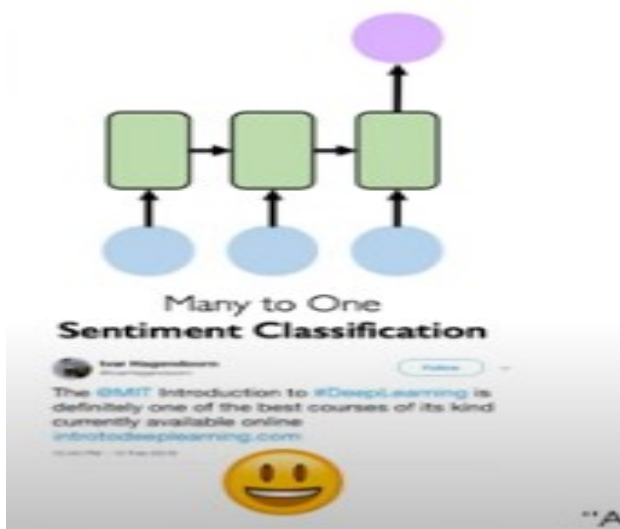 Many to One
Sentiment Classification
Follow
The @MIT Introduction to #DeepLearning is
definitely one of the best courses of its kind
currently available online
introtodeeplearning.com
"A